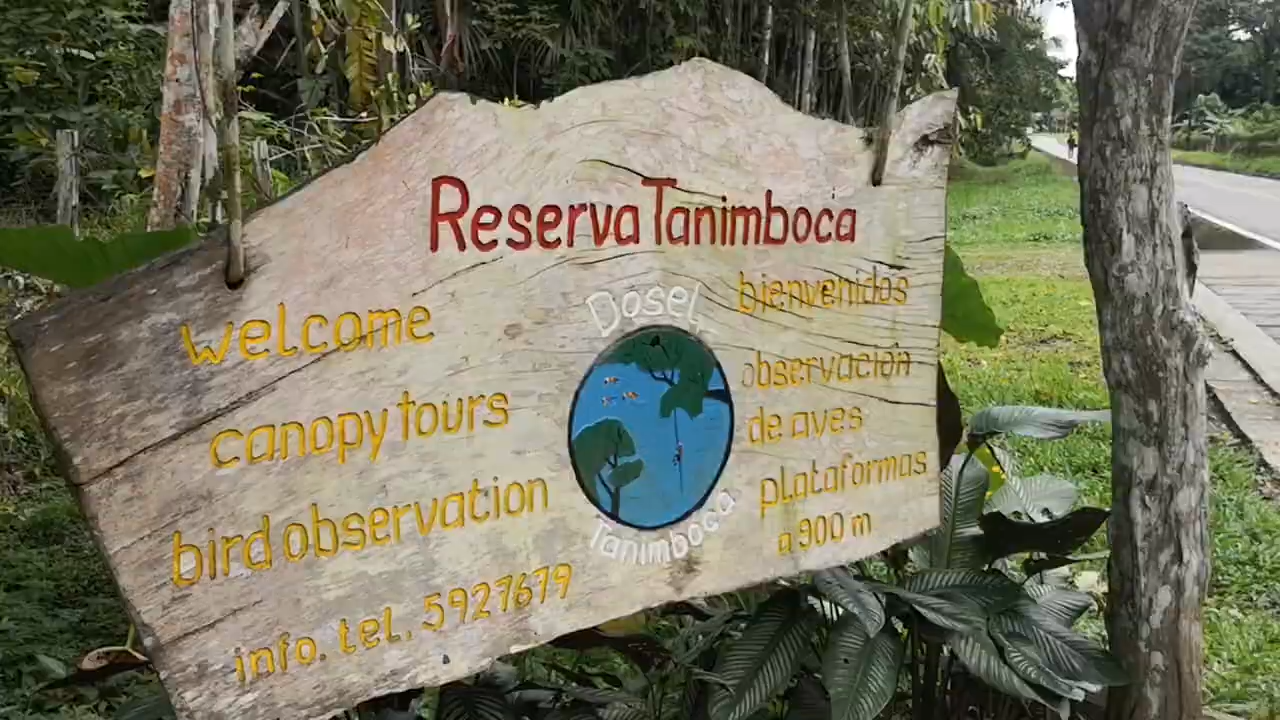 Reserva Tanimboca
welcome
canopy tours
bird observation
info. tel. 5927679
Dosel
Tanimboca
bienvenidos
observación
de aves
plataformas
a 900 m